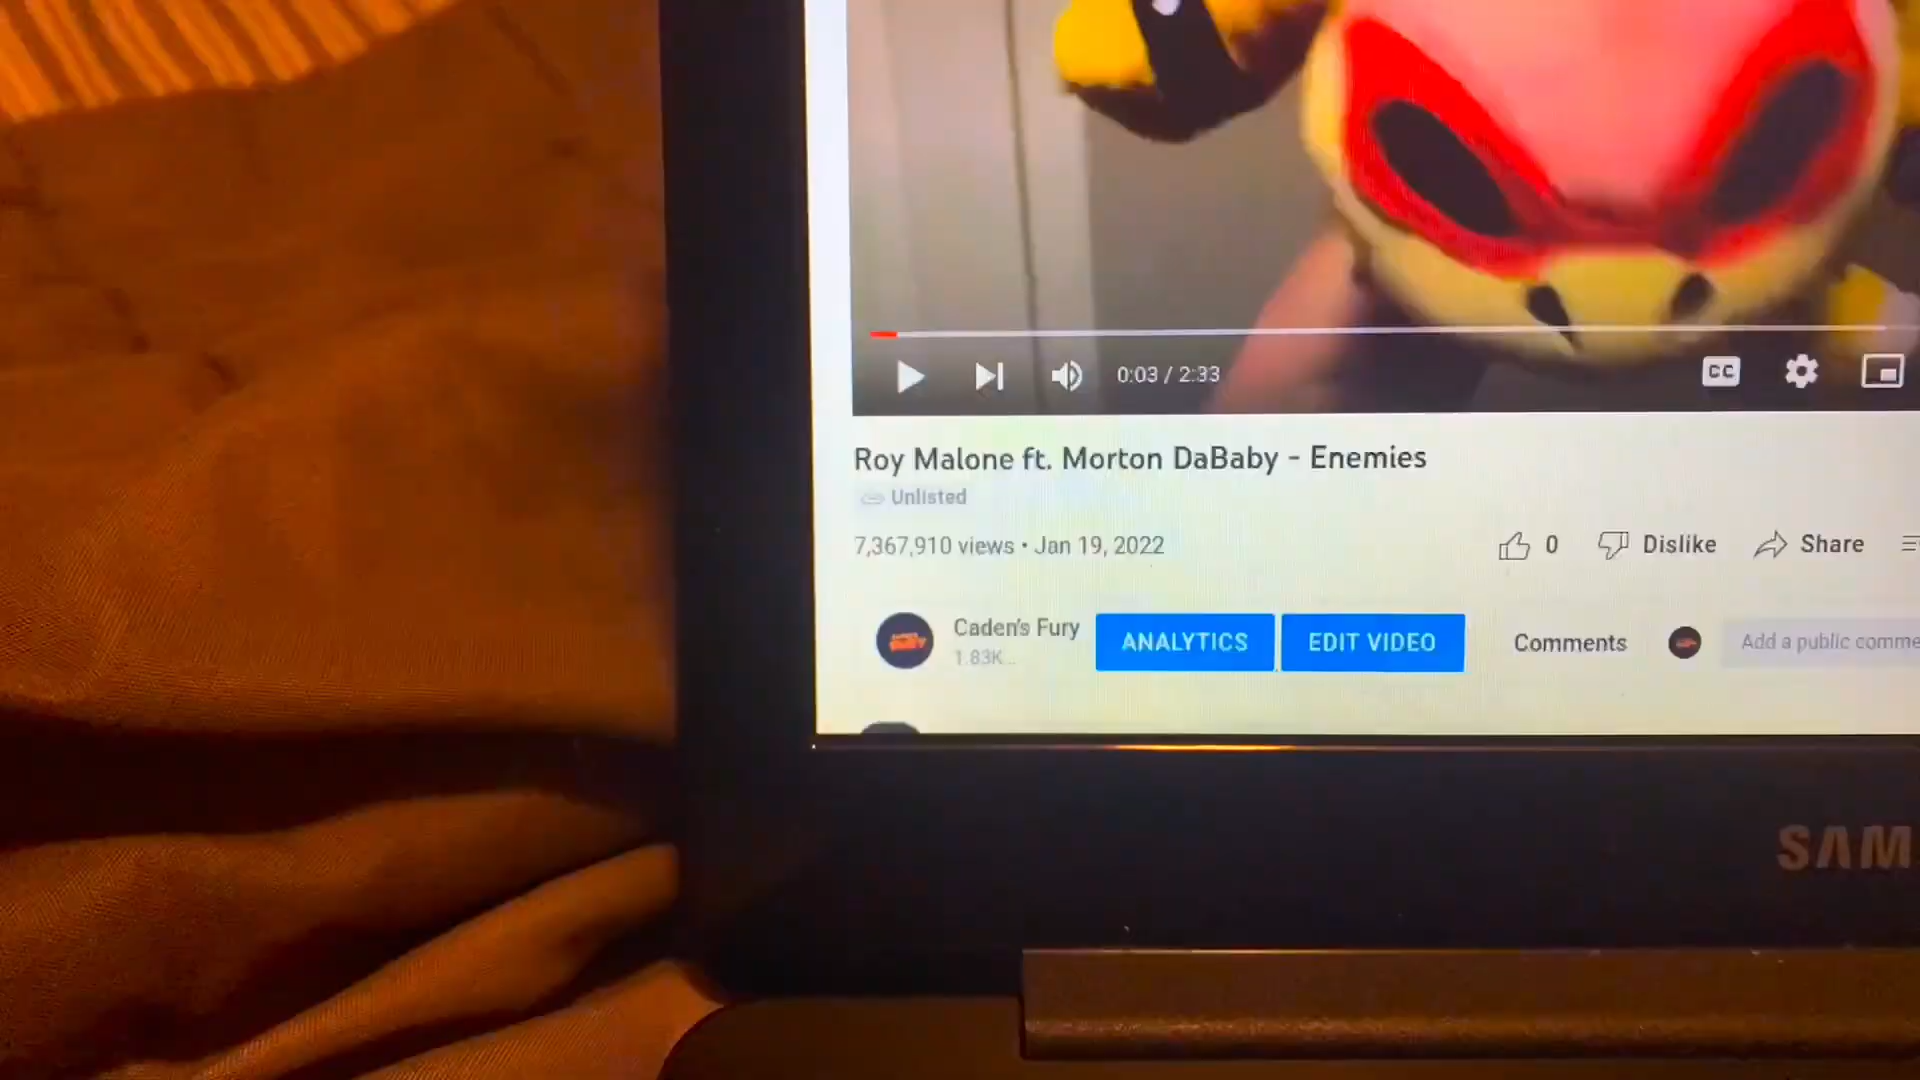 0:03 / 2:33
CC
Roy Malone ft. Morton DaBaby - Enemies
Unlisted
7,367,910 views • Jan 19, 2022
0 Dislike Share
Caden's Fury
1.83K...
ANALYTICS EDIT VIDEO Comments Add a public comme
SAM